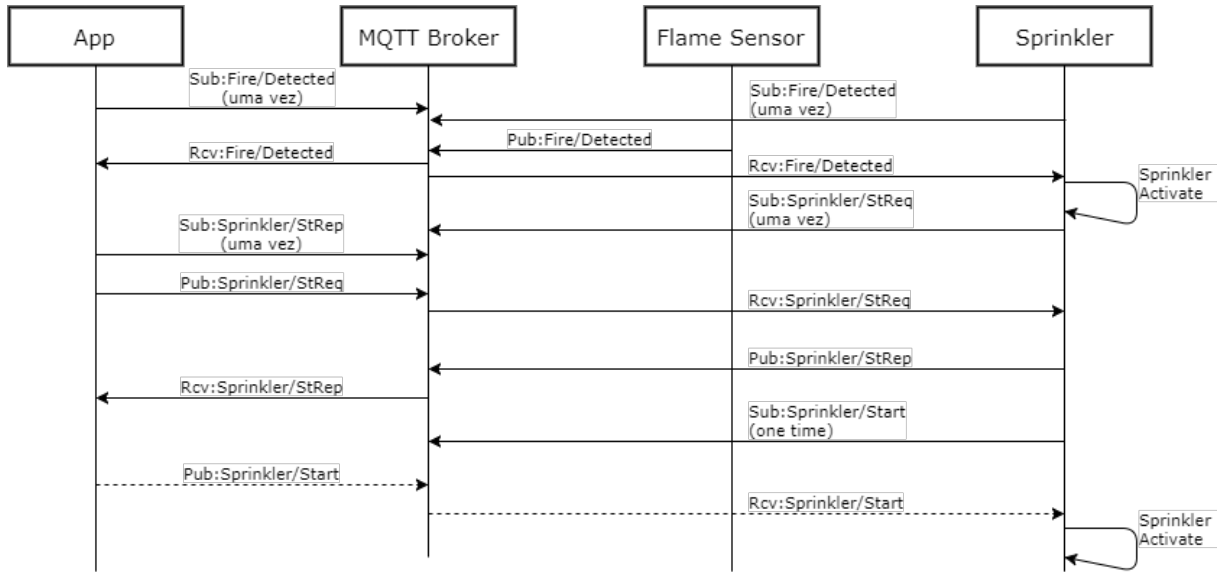 App
MQTT Broker
Flame Sensor
Sprinkler
Sub:Fire/Detected
(uma vez)
Sub:Fire/Detected
(uma vez)
Pub:Fire/Detected
Rcv:Fire/Detected
Rcv:Fire/Detected
Sprinkler
Activate
Sub:Sprinkler/StReq
(uma vez)
Sub:Sprinkler/StRep
(uma vez)
Pub:Sprinkler/StReq
Rcv:Sprinkler/StReq
Pub:Sprinkler/StRep
Rcv:Sprinkler/StRep
Sub:Sprinkler/Start
(one time)
Pub:Sprinkler/Start
Rcv:Sprinkler/Start
Sprinkler
Activate